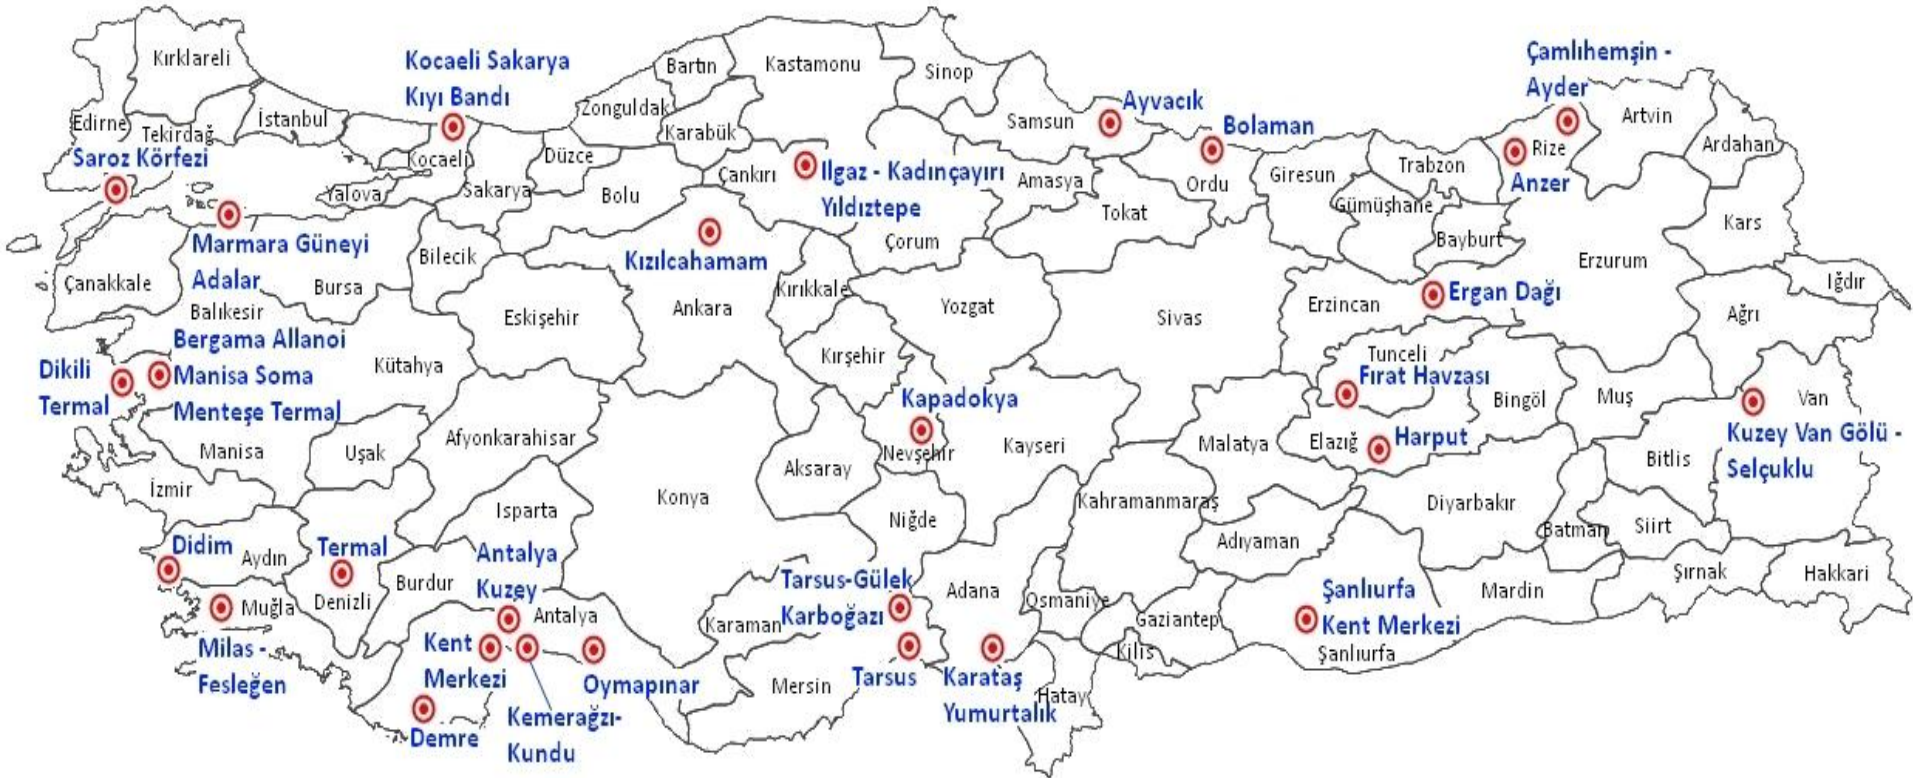 Kırklareli
Edirne
Tekirdağ
İstanbul
Saroz Körfezi
Kocaeli Sakarya
Kıyı Bandı
Kocaeli
Yalova
Sakarya
Düzce
Zonguldak
Bartın
Karabük
Kastamonu
Sinop
Bolu
Çankırı
Ilgaz - Kadınçayırı
Yıldıztepe
Samsun
Ayvacık
Bolaman
Amasya
Ordu
Giresun
Tokat
Çorum
Trabzon
Gümüşhane
Bayburt
Çamlıhemşin -
Ayder
Rize
Anzer
Artvin
Ardahan
Kars
Iğdır
Ağrı
Erzurum
Erzincan
Ergan Dağı
Çanakkale
Marmara Güneyi
Adalar
Balıkesir
Bursa
Bilecik
Eskişehir
Kızılcahamam
Ankara
Kırıkkale
Kırşehir
Yozgat
Sivas
Tunceli
Fırat Havzası
Bingöl
Muş
Van
Kuzey Van Gölü -
Selçuklu
Bitlis
Elazığ
Harput
Malatya
Bergama Allanoi
Manisa Soma
Menteşe Termal
Dikili
Termal
Kütahya
Manisa
Uşak
Afyonkarahisar
İzmir
Isparta
Konya
Aksaray
Kapadokya
Nevşehir
Kayseri
Niğde
Kahramanmaraş
Adıyaman
Diyarbakır
Batman
Siirt
Şırnak
Hakkari
Mardin
Şanlıurfa
Kent Merkezi
Şanlıurfa
Gaziantep
Kilis
Osmaniye
Hatay
Adana
Karataş
Yumurtalık
Tarsus-Gülek
Karboğazı
Tarsus
Mersin
Karaman
Didim
Aydın
Termal
Denizli
Burdur
Muğla
Milas -
Fesleğen
Antalya
Kuzey
Antalya
Kent
Merkezi
Demre
Kemerağzı-
Kundu
Oymapınar